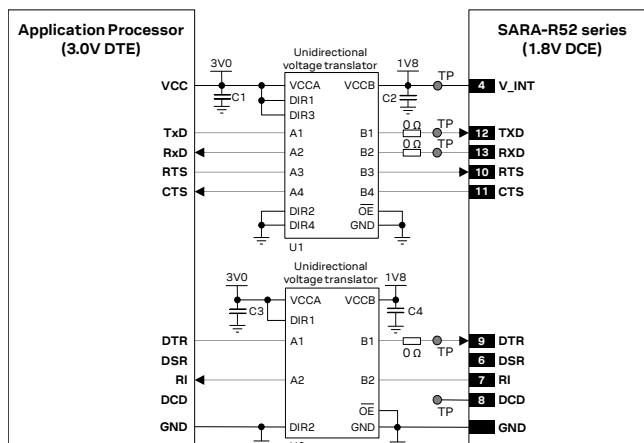 Application Processor
(3.0V DTE)
SARA-R52 series
(1.8V DCE)
Unidirectional
voltage translator
3V0
1V8
VCC
C1
VCCA
VCCB
C2
TP
4
V_INT
DIR1
DIR3
0 Ω
TP
TxD
A1
B1
12
TXD
0 Ω
TP
RxD
A2
B2
13
RXD
RTS
A3
B3
10
RTS
CTS
A4
B4
11
CTS
DIR2
OE
DIR4
GND
U1
Unidirectional
voltage translator
3V0
1V8
VCCA
VCCB
C3
C4
DIR1
DTR
A1
B1
0 Ω
TP
9
DTR
DSR
6
DSR
RI
A2
B2
7
RI
DCD
TP
8
DCD
OE
GND
DIR2
GND
GND